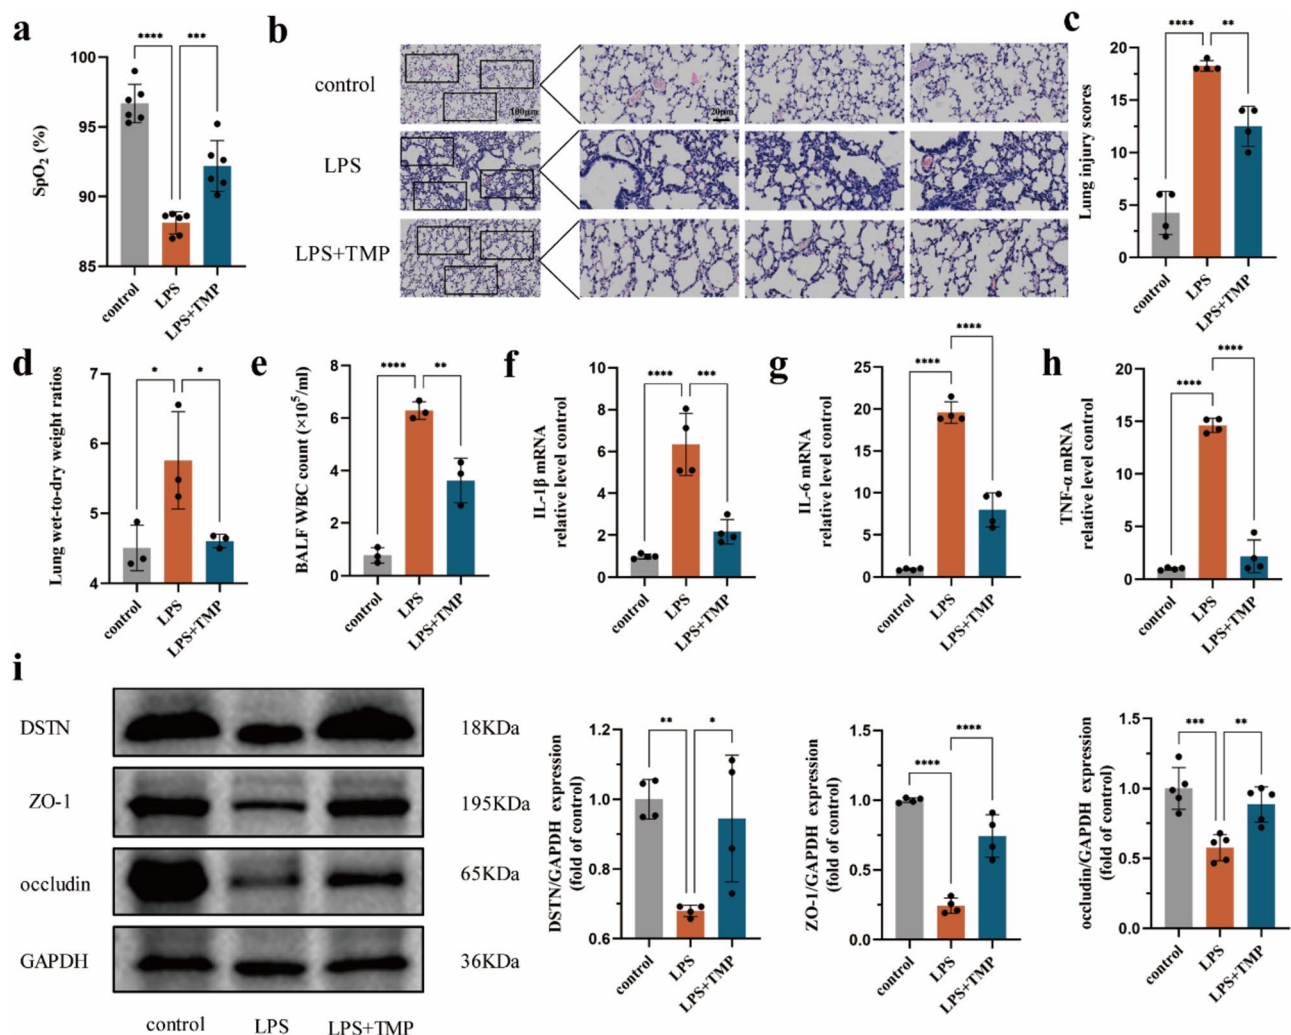 a
**** ***
SpO2 (%)
100
95
90
85
control
LPS
LPS+TMP
b
control
LPS
LPS+TMP
100μm
20μm
c
**** **
Lung injury scores
20
15
10
5
0
control
LPS
LPS+TMP
d
* *
Lung wet-to-dry weight ratios
7
6
5
4
control
LPS
LPS+TMP
e
**** **
BALF WBC count (×10⁵/ml)
8
6
4
2
0
control
LPS
LPS+TMP
f
**** ***
IL-1β mRNA
relative level control
10
8
6
4
2
0
control
LPS
LPS+TMP
g
****
****
IL-6 mRNA
relative level control
25
20
15
10
5
0
control
LPS
LPS+TMP
h
****
****
TNF-α mRNA
relative level control
20
15
10
5
0
control
LPS
LPS+TMP
i
DSTN 18KDa
ZO-1 195KDa
occludin 65KDa
GAPDH 36KDa
control LPS LPS+TMP
** *
DSTN/GAPDH expression
(fold of control)
1.2
1.0
0.8
0.6
control
LPS
LPS+TMP
****
****
ZO-1/GAPDH expression
(fold of control)
1.5
1.0
0.5
0.0
control
LPS
LPS+TMP
*** **
occludin/GAPDH expression
(fold of control)
1.5
1.0
0.5
0.0
control
LPS
LPS+TMP